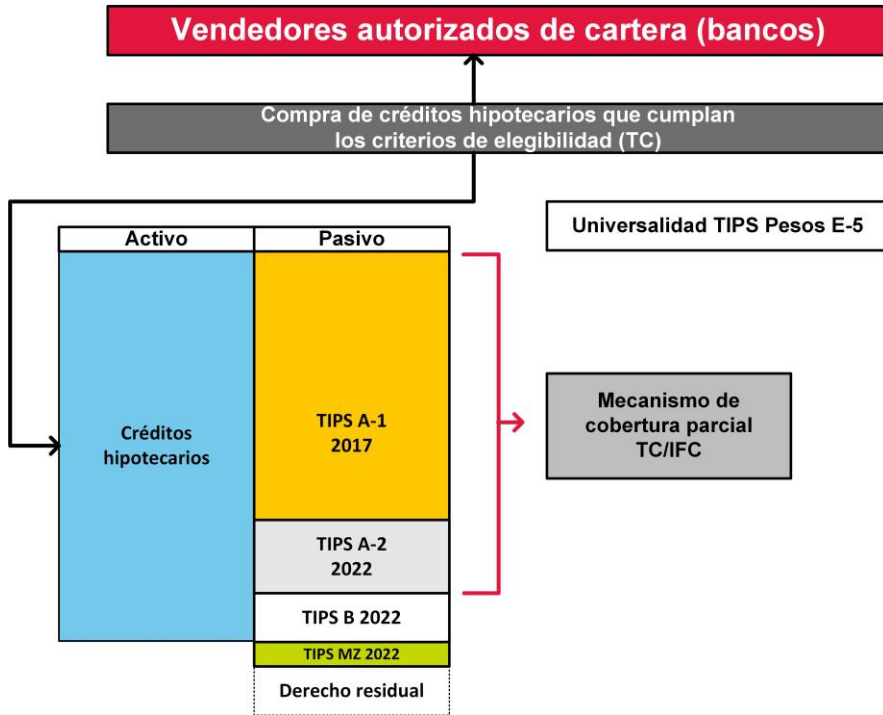 Vendedores autorizados de cartera (bancos)
Compra de créditos hipotecarios que cumplan
los criterios de elegibilidad (TC)
Universalidad TIPS Pesos E-5
Activo
Pasivo
Créditos
hipotecarios
TIPS A-1
2017
TIPS A-2
2022
TIPS B 2022
TIPS MZ 2022
Derecho residual
Mecanismo de
cobertura parcial
TC/IFC